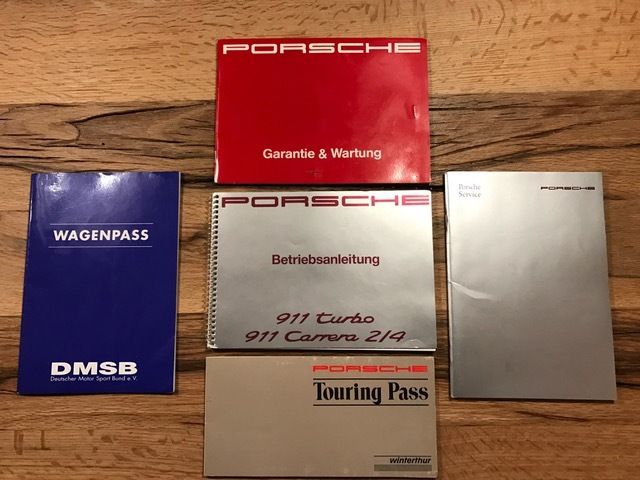 PORSCHE
Garantie & Wartung
WAGENPASS
DMSB
Deutscher Motor Sport Bund e.V.
PORSCHE
Betriebsanleitung
911 turbo
911 Carrera 2/4
Porsche
Service
PORSCHE
PORSCHE
Touring Pass
winterthur